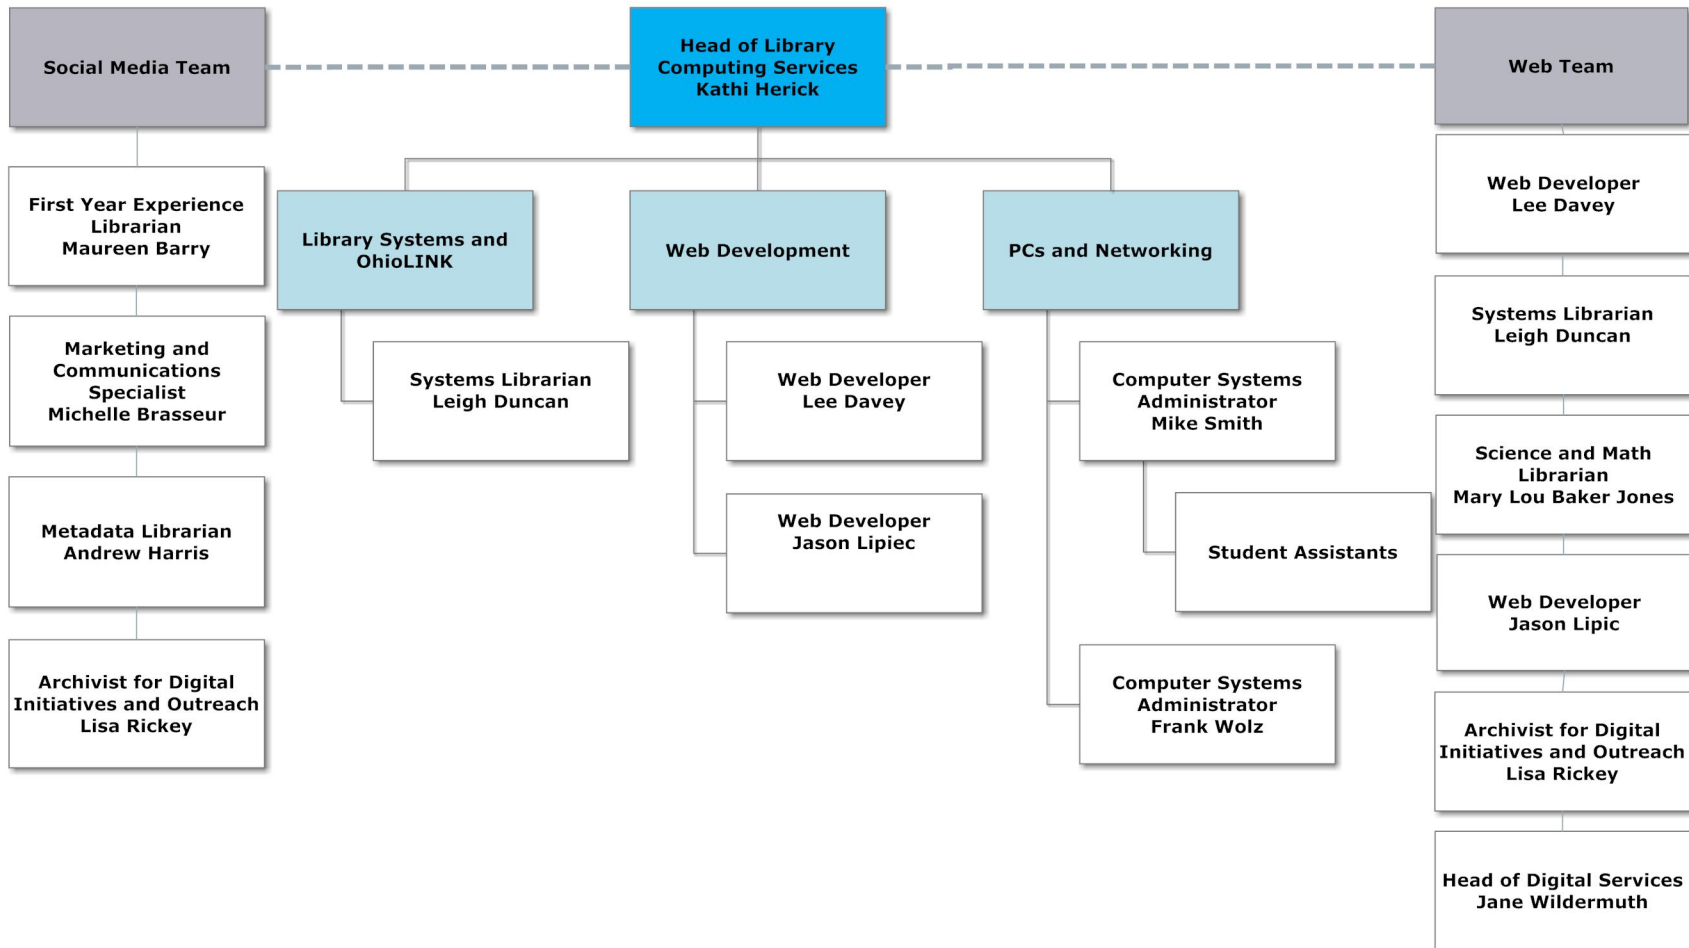 Social Media Team
Head of Library
Computing Services
Kathi Herick
Web Team
First Year Experience
Librarian
Maureen Barry
Marketing and
Communications
Specialist
Michelle Brasseur
Metadata Librarian
Andrew Harris
Archivist for Digital
Initiatives and Outreach
Lisa Rickey
Library Systems and
OhioLINK
Systems Librarian
Leigh Duncan
Web Development
Web Developer
Lee Davey
Web Developer
Jason Lipiec
PCs and Networking
Computer Systems
Administrator
Mike Smith
Student Assistants
Computer Systems
Administrator
Frank Wolz
Web Developer
Lee Davey
Systems Librarian
Leigh Duncan
Science and Math
Librarian
Mary Lou Baker Jones
Web Developer
Jason Lipic
Archivist for Digital
Initiatives and Outreach
Lisa Rickey
Head of Digital Services
Jane Wildermuth